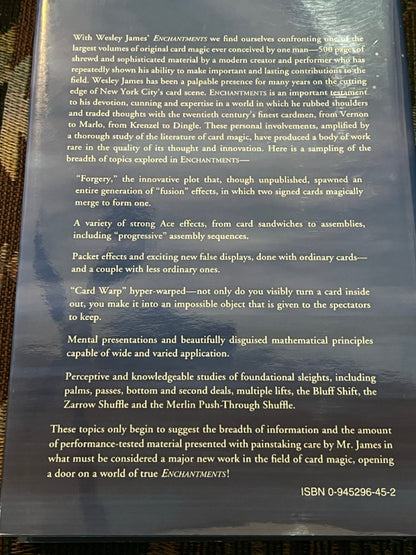 With Wesley James' ENCHANTMENTS we find ourselves confronting one of the
largest volumes of original card magic ever conceived by one man—500 pages of
shrewd and sophisticated material by a modern creator and performer who has
repeatedly shown his ability to make important and lasting contributions to the
field. Wesley James has been a palpable presence for many years on the cutting
edge of New York City's card scene. ENCHANTMENTS is an important testament
to his devotion, cunning and expertise in a world in which he rubbed shoulders
and traded thoughts with the twentieth century's finest cardmen, from Vernon
to Marlo, from Krenzel to Dingle. These personal involvements, amplified by
a thorough study of the literature of card magic, have produced a body of work
rare in the quality of its thought and innovation. Here is a sampling of the
breadth of topics explored in ENCHANTMENTS—
"Forgery," the innovative plot that, though unpublished, spawned an
entire generation of "fusion" effects, in which two signed cards magically
merge to form one.
A variety of strong Ace effects, from card sandwiches to assemblies,
including "progressive" assembly sequences.
Packet effects and exciting new false displays, done with ordinary cards—
and a couple with less ordinary ones.
"Card Warp" hyper-warped—not only do you visibly turn a card inside
out, you make it into an impossible object that is given to the spectators
to keep.
Mental presentations and beautifully disguised mathematical principles
capable of wide and varied application.
Perceptive and knowledgeable studies of foundational sleights, including
palms, passes, bottom and second deals, multiple lifts, the Bluff Shift, the
Zarrow Shuffle and the Merlin Push-Through Shuffle.
These topics only begin to suggest the breadth of information and the amount
of performance-tested material presented with painstaking care by Mr. James in
what must be considered a major new work in the field of card magic, opening
a door on a world of true ENCHANTMENTS!
ISBN 0-945296-45-2